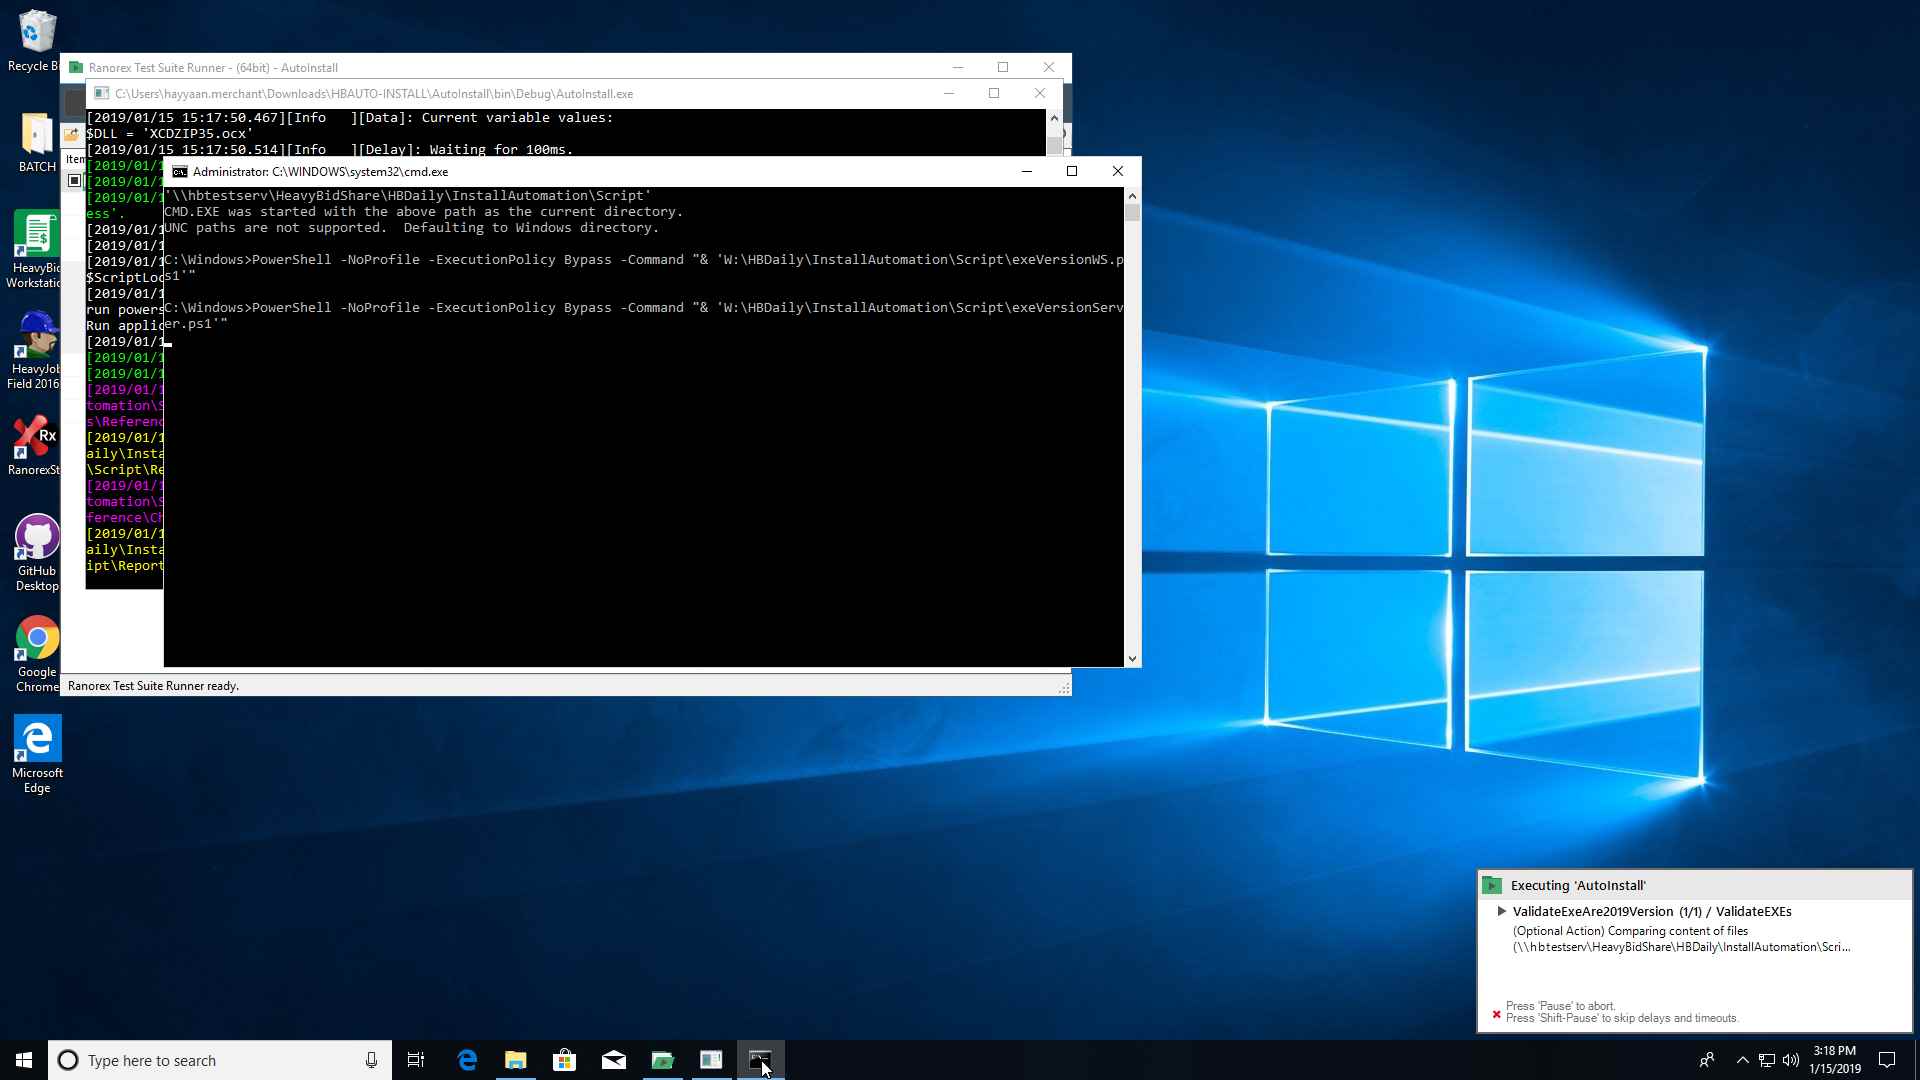 Recycle Bi
BATCH
HeavyBid
Workstatio
HeavyJob
Field 2016
RanorexSt
GitHub
Desktop
Google
Chrome
Microsoft
Edge
Ranorex Test Suite Runner - (64bit) - AutoInstall
C:\Users\hayyaan.merchant\Downloads\HBAUTO-INSTALL\AutoInstall\bin\Debug\AutoInstall.exe
Item
[2019/01/15 15:17:50.467][Info   ][Data]: Current variable values:
$DLL = 'XCDZIP35.ocx'
[2019/01/15 15:17:50.514][Info   ][Delay]: Waiting for 100ms.
[2019/01/1
[2019/01/1
[2019/01/1
ess'.
[2019/01/1
[2019/01/1
[2019/01/1
$ScriptLoc
[2019/01/1
run powers
Run applic
[2019/01/1
[2019/01/1
[2019/01/1
[2019/01/1
tomation\S
s\Referenc
[2019/01/1
aily\Insta
\Script\Re
[2019/01/1
tomation\S
ference\Ch
[2019/01/1
aily\Insta
ipt\Report
Administrator: C:\WINDOWS\system32\cmd.exe
'\\hbtestserv\HeavyBidShare\HBDaily\InstallAutomation\Script'
CMD.EXE was started with the above path as the current directory.
UNC paths are not supported.  Defaulting to Windows directory.
C:\Windows>PowerShell -NoProfile -ExecutionPolicy Bypass -Command "& 'W:\HBDaily\InstallAutomation\Script\exeVersionWS.p
s1'"
C:\Windows>PowerShell -NoProfile -ExecutionPolicy Bypass -Command "& 'W:\HBDaily\InstallAutomation\Script\exeVersionServ
er.ps1'"
Ranorex Test Suite Runner ready.
Executing 'AutoInstall'
ValidateExeAre2019Version (1/1) / ValidateEXEs
(Optional Action) Comparing content of files
(\\hbtestserv\HeavyBidShare\HBDaily\InstallAutomation\Scri...
Press 'Pause' to abort.
Press 'Shift-Pause' to skip delays and timeouts.
Type here to search
3:18 PM
1/15/2019